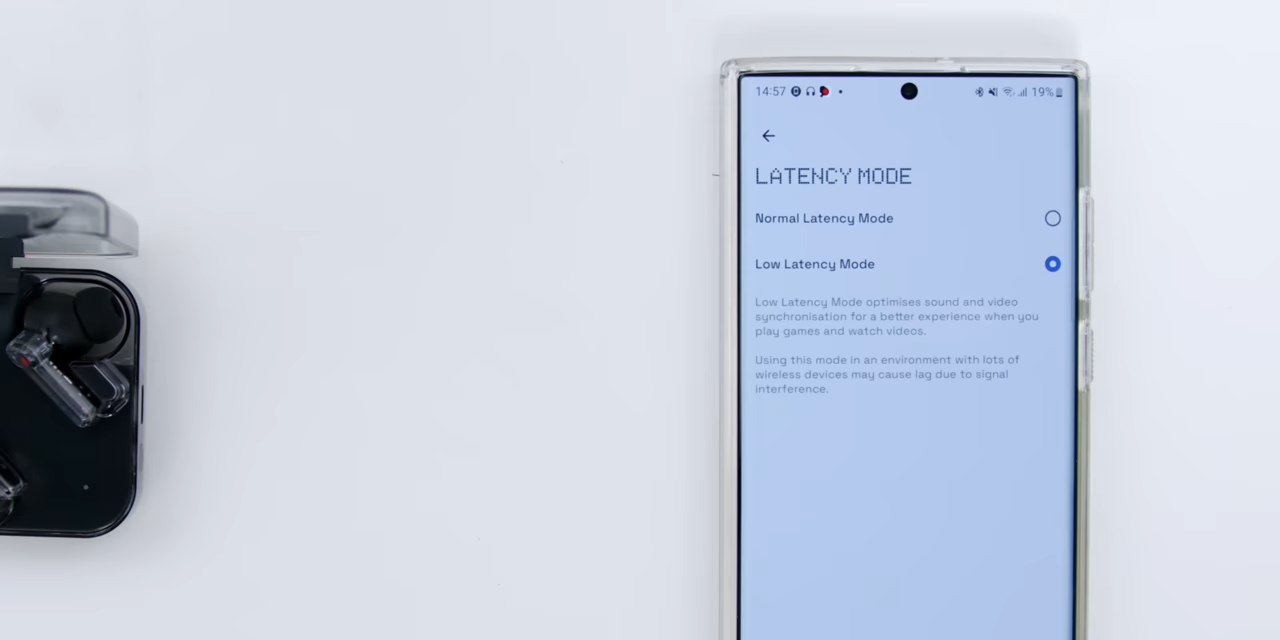 14:57 19%
LATENCY MODE
Normal Latency Mode
Low Latency Mode
Low Latency Mode optimises sound and video
synchronisation for a better experience when you
play games and watch videos.
Using this mode in an environment with lots of
wireless devices may cause lag due to signal
interference.